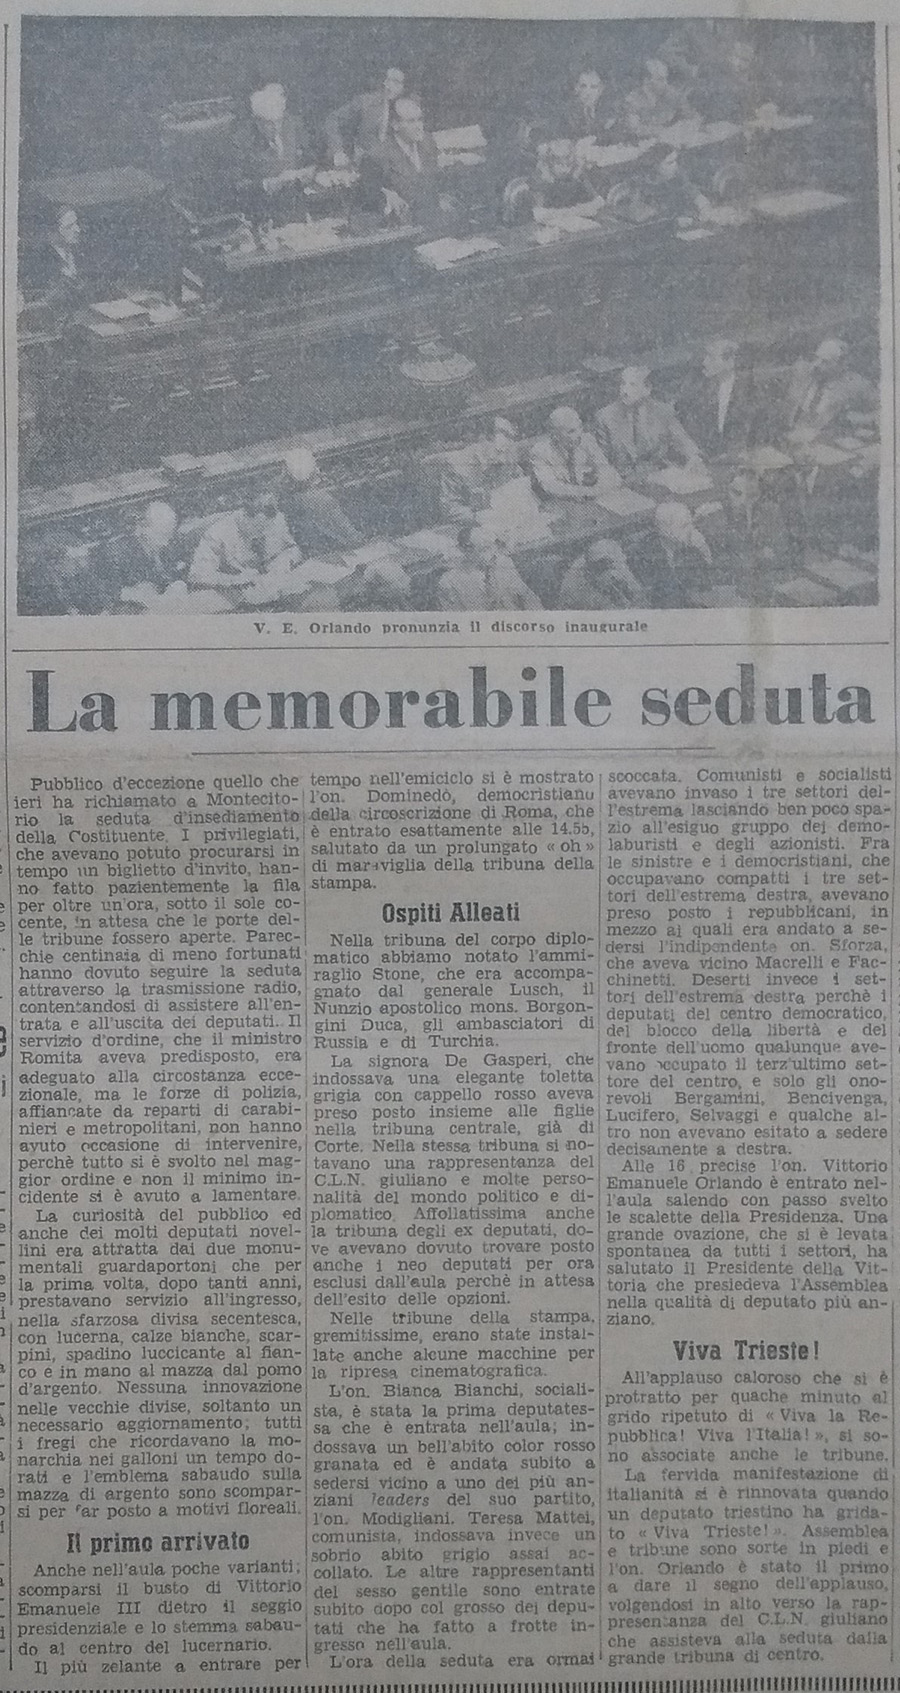 V. E. Orlando pronunzia il discorso inaugurale
La memorabile seduta
Pubblico d'eccezione quello che
ieri ha richiamato a Montecito-
rio la seduta d'insediamento
della Costituente. I privilegiati,
che avevano potuto procurarsi in
tempo un biglietto d'invito, han-
no fatto pazientemente la fila
per oltre un'ora, sotto il sole co-
cente, in attesa che le porte del-
le tribune fossero aperte. Parec-
chie centinaia di meno fortunati
hanno dovuto seguire la seduta
attraverso la trasmissione radio,
contentandosi di assistere all'en-
trata e all'uscita dei deputati. Il
servizio d'ordine, che il ministro
Romita aveva predisposto, era
adeguato alla circostanza ecce-
zionale, ma le forze di polizia,
affiancate da reparti di carabi-
nieri e metropolitani, non hanno
avuto occasione di intervenire,
perchè tutto si è svolto nel mag-
gior ordine e non il minimo in-
cidente si è avuto a lamentare.
La curiosità del pubblico ed
anche dei molti deputati novel-
lini era attratta dai due monu-
mentali guardaportoni che per
la prima volta, dopo tanti anni,
prestavano servizio all'ingresso,
nella sfarzosa divisa secentesca,
con lucerna, calze bianche, scar-
pini, spadino luccicante al fian-
co e in mano al mazza dal pomo
d'argento. Nessuna innovazione
nelle vecchie divise, soltanto un
necessario aggiornamento; tutti
i fregi che ricordavano la mo-
narchia nei galloni un tempo do-
rati e l'emblema sabaudo sulla
mazza di argento sono scompar-
si per far posto a motivi floreali.
Il primo arrivato
Anche nell'aula poche varianti:
scomparsi il busto di Vittorio
Emanuele III dietro il seggio
presidenziale e lo stemma sabau-
do al centro del lucernario.
Il più zelante a entrare per
tempo nell'emiciclo si è mostrato
l'on. Dominedò, democristiano
della circoscrizione di Roma, che
è entrato esattamente alle 14.55,
salutato da un prolungato « oh »
di maraviglia della tribuna della
stampa.
Ospiti Alleati
Nella tribuna del corpo diplo-
matico abbiamo notato l'ammi-
raglio Stone, che era accompa-
gnato dal generale Lusch, il
Nunzio apostolico mons. Borgon-
gini Duca, gli ambasciatori di
Russia e di Turchia.
La signora De Gasperi, che
indossava una elegante toletta
grigia con cappello rosso aveva
preso posto insieme alle figlie
nella tribuna centrale, già di
Corte. Nella stessa tribuna si no-
tavano una rappresentanza del
C.L.N. giuliano e molte perso-
nalità del mondo politico e di-
plomatico. Affollatissima anche
la tribuna degli ex deputati, do-
ve avevano dovuto trovare posto
anche i neo deputati per ora
esclusi dall'aula perchè in attesa
dell'esito delle opzioni.
Nelle tribune della stampa,
gremitissime, erano state instal-
late anche alcune macchine per
la ripresa cinematografica.
L'on. Bianca Bianchi, sociali-
sta, è stata la prima deputates-
sa che è entrata nell'aula; in-
dossava un bell'abito color rosso
granata ed è andata subito a
sedersi vicino a uno dei più an-
ziani leaders del suo partito,
l'on. Modigliani. Teresa Mattei,
comunista, indossava invece un
sobrio abito grigio assai ac-
collato. Le altre rappresentanti
del sesso gentile sono entrate
subito dopo col grosso dei depu-
tati che ha fatto a frotte in-
gresso nell'aula.
L'ora della seduta era ormai
scoccata. Comunisti e socialisti
avevano invaso i tre settori del-
l'estrema lasciando ben poco spa-
zio all'esiguo gruppo dei demo-
laburisti e degli azionisti. Fra
le sinistre e i democristiani, che
occupavano compatti i tre set-
tori dell'estrema destra, avevano
preso posto i repubblicani, in
mezzo ai quali era andato a se-
dersi l'indipendente on. Sforza,
che aveva vicino Macrelli e Fac-
chinetti. Deserti invece i set-
tori dell'estrema destra perchè i
deputati del centro democratico,
del blocco della libertà e del
fronte dell'uomo qualunque ave-
vano occupato il terz'ultimo set-
tore del centro, e solo gli ono-
revoli Bergamini, Bencivenga,
Lucifero, Selvaggi e qualche al-
tro non avevano esitato a sedere
decisamente a destra.
Alle 16 precise l'on. Vittorio
Emanuele Orlando è entrato nel-
l'aula salendo con passo svelto
le scalette della Presidenza. Una
grande ovazione, che si è levata
spontanea da tutti i settori, ha
salutato il Presidente della Vit-
toria che presiedeva l'Assemblea
nella qualità di deputato più an-
ziano.
Viva Trieste!
All'applauso caloroso che si è
protratto per quache minuto al
grido ripetuto di « Viva la Re-
pubblica! Viva l'Italia! », si so-
no associate anche le tribune.
La fervida manifestazione di
italianità si è rinnovata quando
un deputato triestino ha grida-
to « Viva Trieste! ». Assemblea
e tribune sono sorte in piedi e
l'on. Orlando è stato il primo
a dare il segno dell'applauso,
volgendosi in alto verso la rap-
presentanza del C.L.N. giuliano
che assisteva alla seduta dalla
grande tribuna di centro.